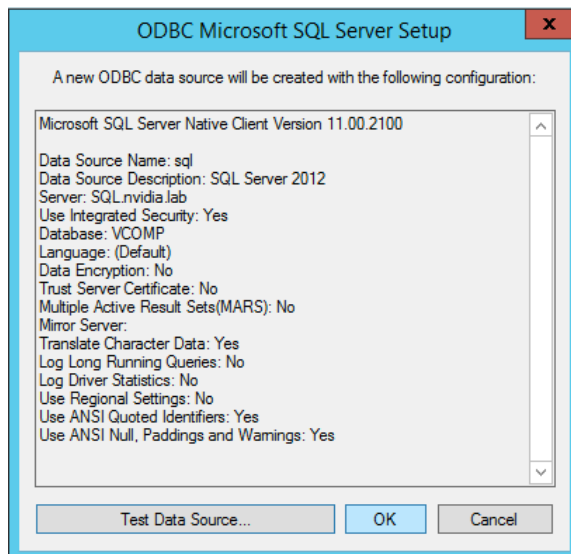 ODBC Microsoft SQL Server Setup
x
A new ODBC data source will be created with the following configuration:
Microsoft SQL Server Native Client Version 11.00.2100
Data Source Name: sql
Data Source Description: SQL Server 2012
Server: SQL.nvidia.lab
Use Integrated Security: Yes
Database: VCOMP
Language: (Default)
Data Encryption: No
Trust Server Certificate: No
Multiple Active Result Sets(MARS): No
Mirror Server:
Translate Character Data: Yes
Log Long Running Queries: No
Log Driver Statistics: No
Use Regional Settings: No
Use ANSI Quoted Identifiers: Yes
Use ANSI Null, Paddings and Warnings: Yes
Test Data Source... OK Cancel